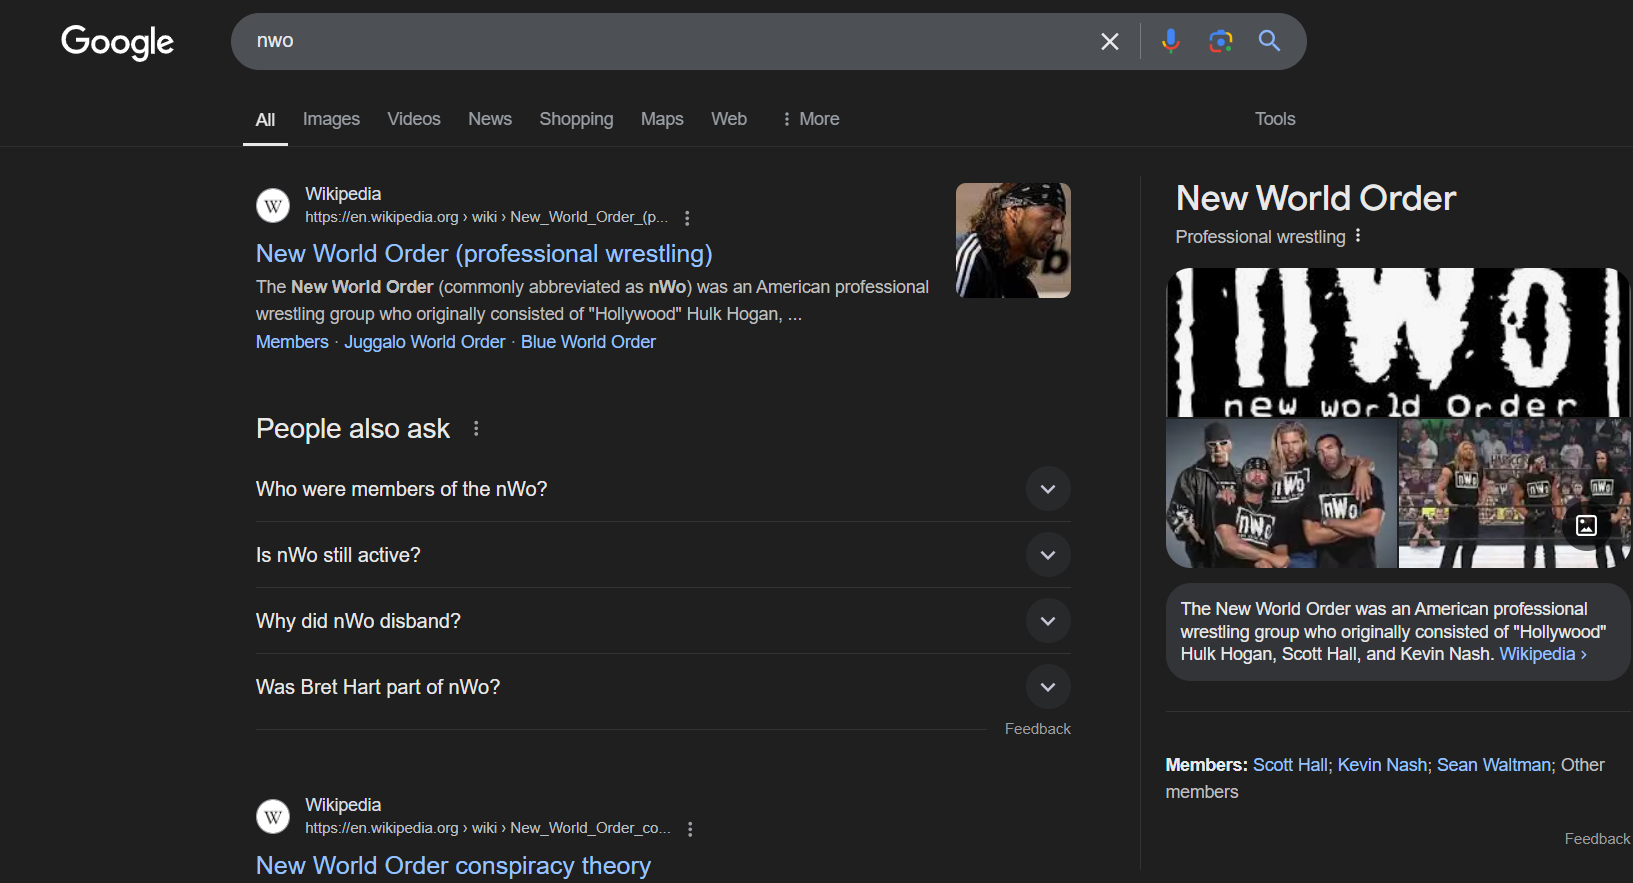 Google
nwo
All
Images
Videos
News
Shopping
Maps
Web
More
Tools
W
Wikipedia
https://en.wikipedia.org › wiki › New_World_Order_(p...
New World Order (professional wrestling)
The New World Order (commonly abbreviated as nWo) was an American professional
wrestling group who originally consisted of "Hollywood" Hulk Hogan, ...
Members · Juggalo World Order · Blue World Order
People also ask
Who were members of the nWo?
Is nWo still active?
Why did nWo disband?
Was Bret Hart part of nWo?
Feedback
W
Wikipedia
https://en.wikipedia.org › wiki › New_World_Order_co...
New World Order conspiracy theory
New World Order
Professional wrestling
nWo
new world Order
nWo
nWo
nWo
nWo
nWo
nWo
The New World Order was an American professional
wrestling group who originally consisted of "Hollywood"
Hulk Hogan, Scott Hall, and Kevin Nash. Wikipedia ›
Members: Scott Hall; Kevin Nash; Sean Waltman; Other
members
Feedback